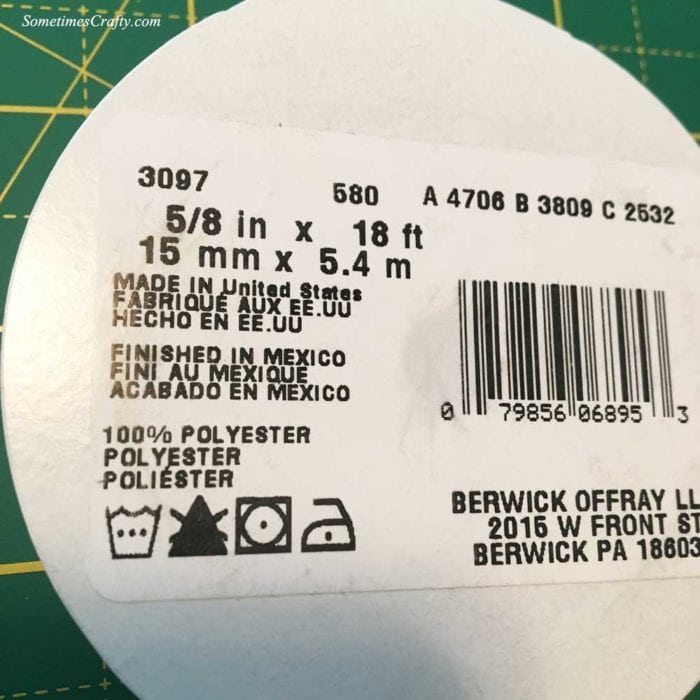 SometimesCrafty.com
3097 580 A 4706 B 3809 C 2532
5/8 in x 18 ft
15 mm x 5.4 m
MADE IN United States
FABRIQUÉ AUX EE.UU
HECHO EN EE.UU
FINISHED IN MEXICO
FINI AU MEXIQUE
ACABADO EN MEXICO
100% POLYESTER
POLYESTER
POLIÉSTER
0 79856 06895 3
BERWICK OFFRAY LL
2015 W FRONT ST
BERWICK PA 18603